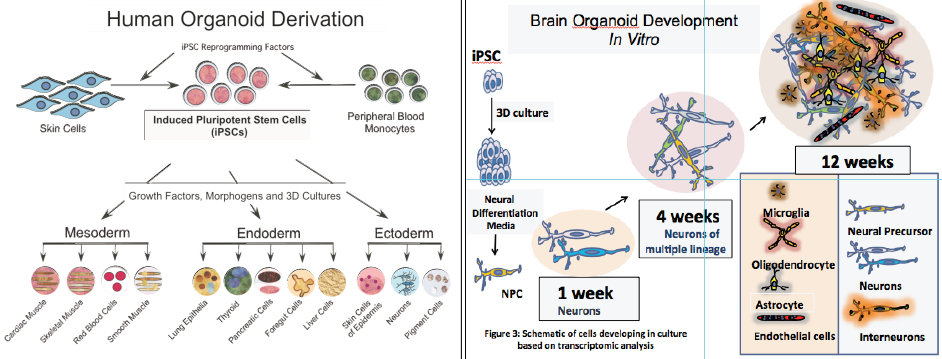 Human Organoid Derivation
iPSC Reprogramming Factors
Skin Cells
Induced Pluripotent Stem Cells
(iPSCs)
Peripheral Blood
Monocytes
Growth Factors, Morphogens and 3D Cultures
Mesoderm
Endoderm
Ectoderm
Cardiac Muscle
Skeletal Muscle
Red Blood Cells
Smooth Muscle
Lung Epithelia
Thyroid
Pancreatic Cells
Foregut Cells
Liver Cells
Skin Cells
of Epidermis
Neurons
Pigment Cells
Brain Organoid Development
In Vitro
iPSC
3D culture
Neural
Differentiation
Media
NPC
1 week
Neurons
4 weeks
Neurons of
multiple lineage
12 weeks
Microglia
Oligodendrocyte
Astrocyte
Endothelial cells
Neural Precursor
Neurons
Interneurons
Figure 3: Schematic of cells developing in culture
based on transcriptomic analysis